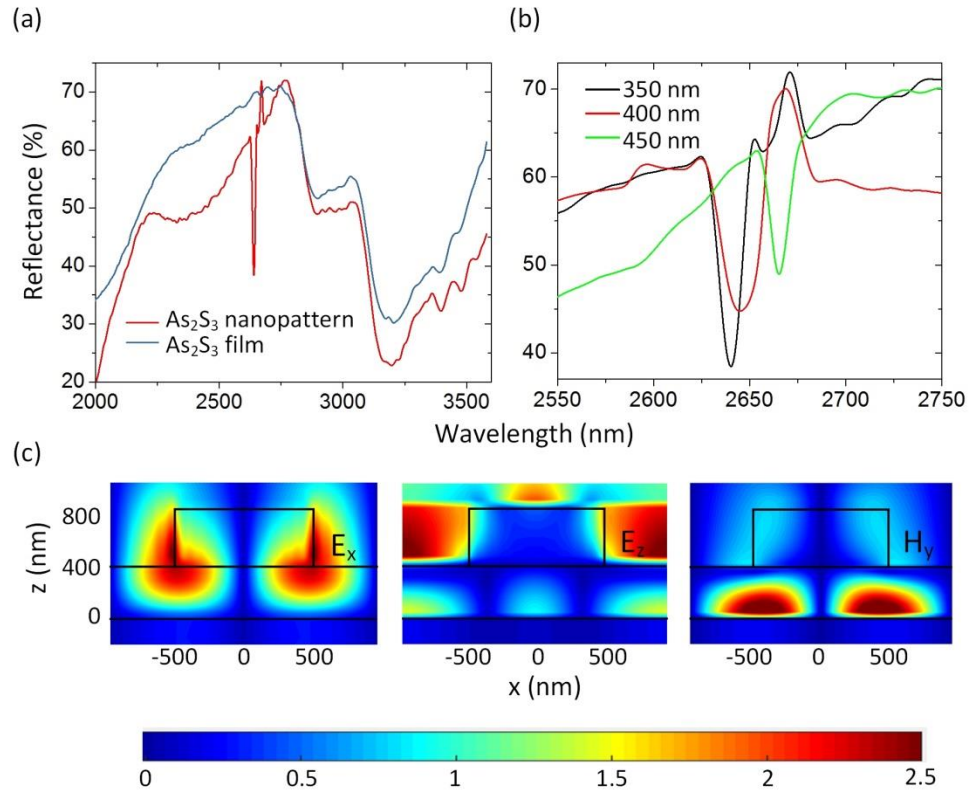 (a)
(b)
Reflectance (%)
70
60
50
40
30
20
2000
2500
3000
3500
As₂S₃ nanopattern
As₂S₃ film
70
60
50
40
2550
2600
2650
2700
2750
350 nm
400 nm
450 nm
Wavelength (nm)
(c)
z (nm)
800
400
0
Eₓ
E_z
H_y
-500
0
500
-500
0
500
-500
0
500
x (nm)
0
0.5
1
1.5
2
2.5